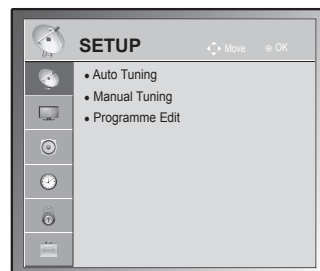 SETUP
Move
OK
• Auto Tuning
• Manual Tuning
• Programme Edit